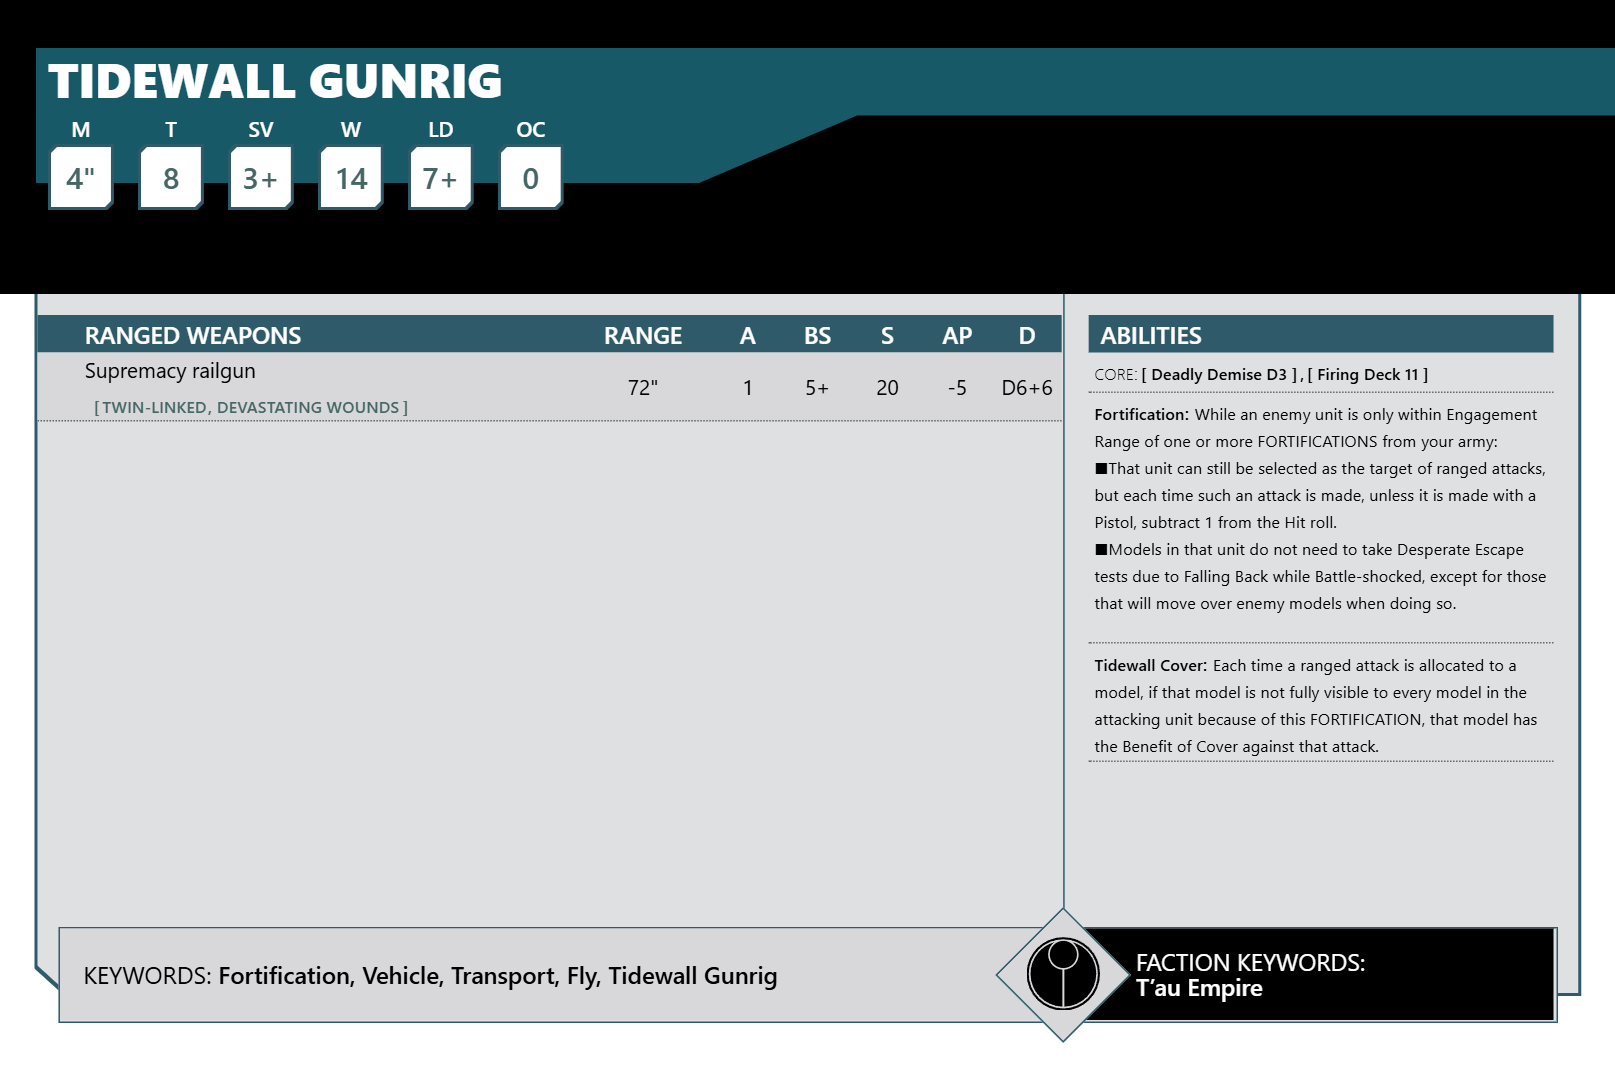 TIDEWALL GUNRIG
M T SV W LD OC
4" 8 3+ 14 7+ 0
RANGED WEAPONS RANGE A BS S AP D
Supremacy railgun 72" 1 5+ 20 -5 D6+6
[ TWIN-LINKED, DEVASTATING WOUNDS ]
ABILITIES
CORE: [ Deadly Demise D3 ] , [ Firing Deck 11 ]
Fortification: While an enemy unit is only within Engagement
Range of one or more FORTIFICATIONS from your army:
■That unit can still be selected as the target of ranged attacks,
but each time such an attack is made, unless it is made with a
Pistol, subtract 1 from the Hit roll.
■Models in that unit do not need to take Desperate Escape
tests due to Falling Back while Battle-shocked, except for those
that will move over enemy models when doing so.
Tidewall Cover: Each time a ranged attack is allocated to a
model, if that model is not fully visible to every model in the
attacking unit because of this FORTIFICATION, that model has
the Benefit of Cover against that attack.
KEYWORDS: Fortification, Vehicle, Transport, Fly, Tidewall Gunrig
FACTION KEYWORDS:
T’au Empire